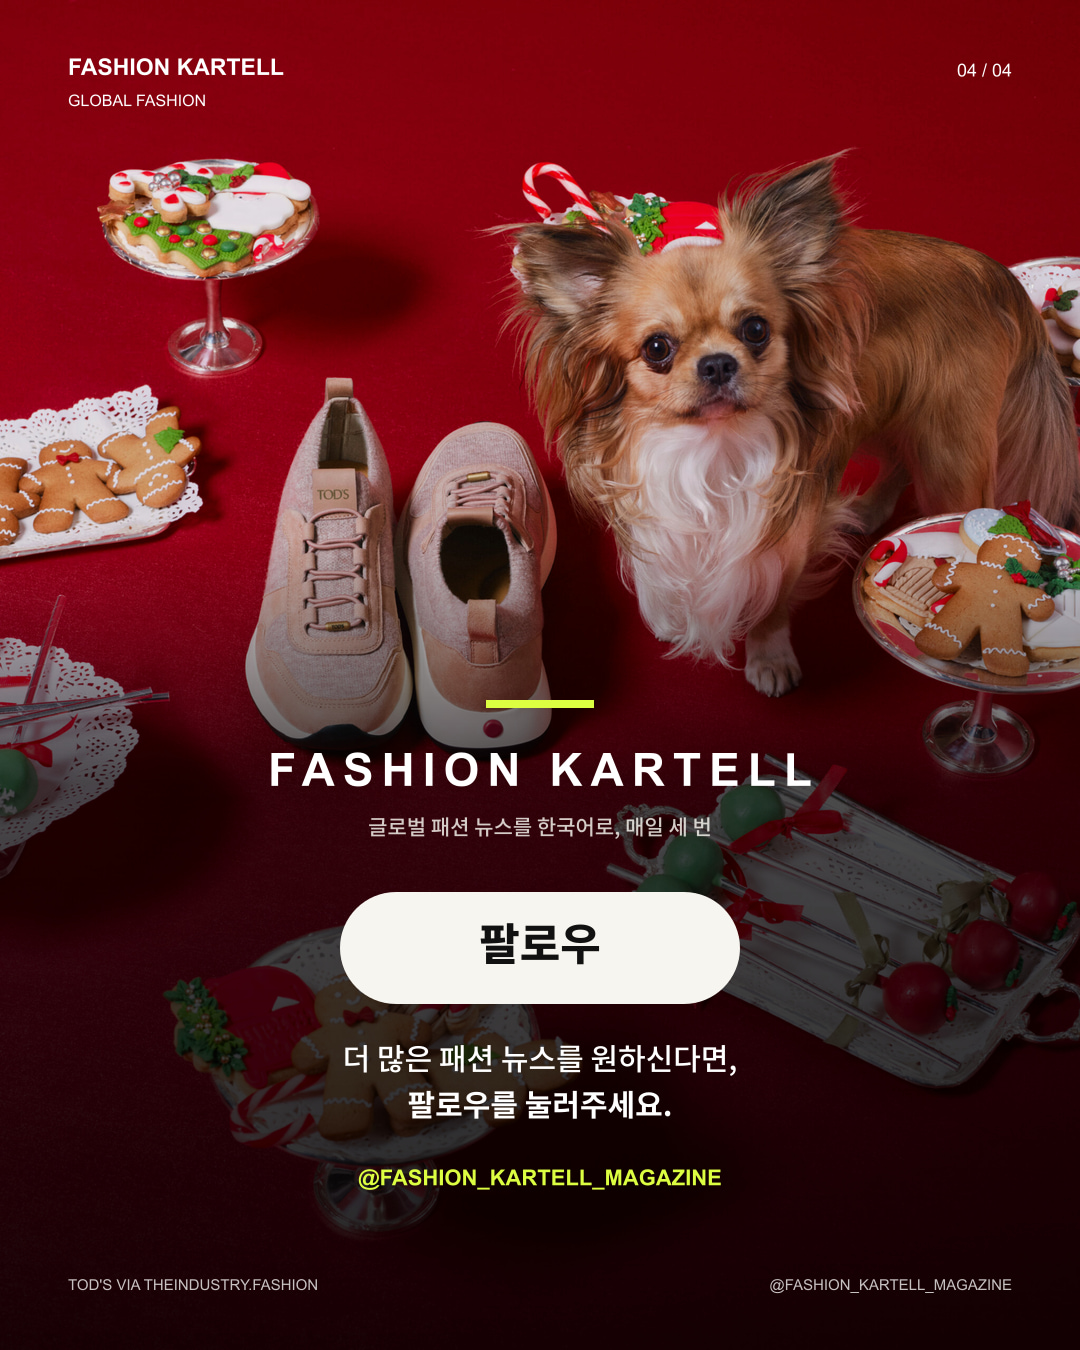 FASHION KARTELL
GLOBAL FASHION
04 / 04
TOD'S
FASHION KARTELL
글로벌 패션 뉴스를 한국어로, 매일 세 번
팔로우
더 많은 패션 뉴스를 원하신다면,
팔로우를 눌러주세요.
@FASHION_KARTELL_MAGAZINE
TOD'S VIA THEINDUSTRY.FASHION
@FASHION_KARTELL_MAGAZINE